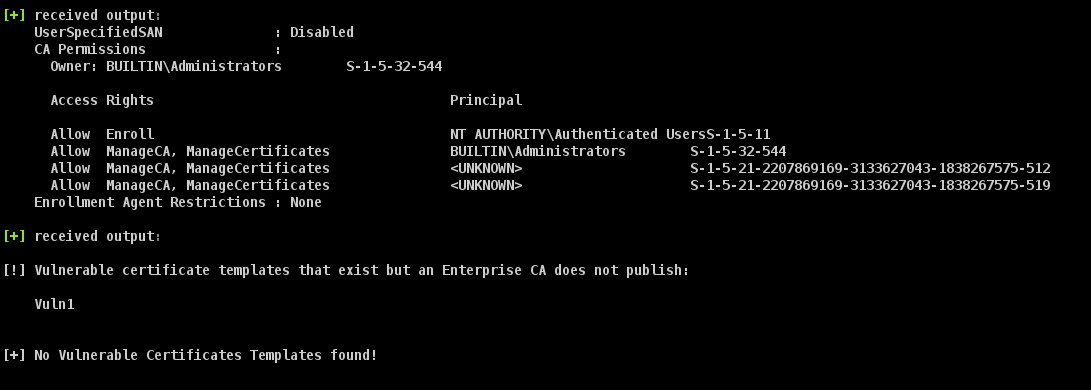 [+] received output:
UserSpecifiedSAN : Disabled
CA Permissions :
Owner: BUILTIN\Administrators S-1-5-32-544
Access Rights Principal
Allow Enroll NT AUTHORITY\Authenticated UsersS-1-5-11
Allow ManageCA, ManageCertificates BUILTIN\Administrators S-1-5-32-544
Allow ManageCA, ManageCertificates <UNKNOWN> S-1-5-21-2207869169-3133627043-1838267575-512
Allow ManageCA, ManageCertificates <UNKNOWN> S-1-5-21-2207869169-3133627043-1838267575-519
Enrollment Agent Restrictions : None
[+] received output:
[!] Vulnerable certificate templates that exist but an Enterprise CA does not publish:
Vuln1
[+] No Vulnerable Certificates Templates found!